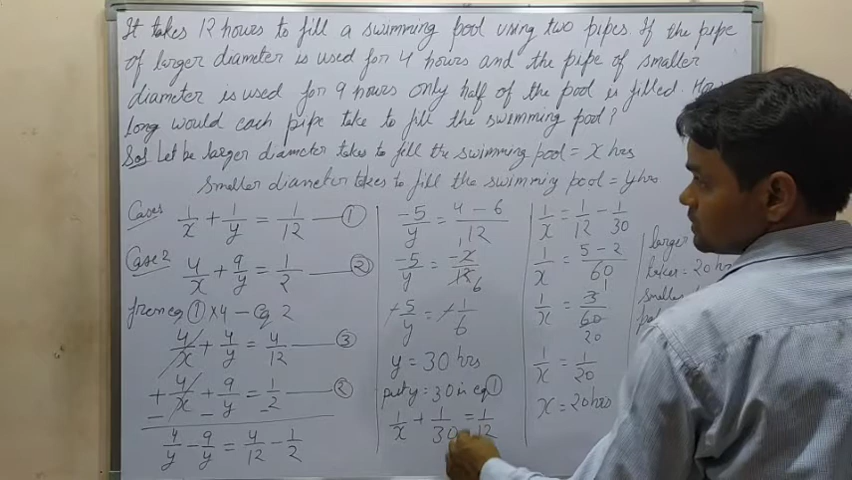 It takes 12 hours to fill a swimming pool using two pipes If the pipe
of larger diameter is used for 4 hours and the pipe of smaller
diameter is used for 9 hours only half of the pool is filled.
long would each pipe take to fill the swimming pool?
Sol Let be larger diameter takes to fill the swimming pool = x hrs
smaller diameter takes to fill the swimming pool = y hrs
Case1 1/x + 1/y = 1/12 —— ①
Case2 4/x + 9/y = 1/2 —— ②
from eq ① x4 – Eq 2
4/x + 4/y = 4/12 —— ③
+ 4/x + 9/y = 1/2 —— ②
– – –
4/y – 9/y = 4/12 – 1/2
-5/y = 4 – 6/12
-5/y = -2/12 6
-5/y = -1/6
y = 30 hrs
put y = 30 in eq ①
1/x + 1/30 = 1/12
1/x = 1/12 – 1/30
1/x = 5 – 2/60
1/x = 3/60 1 20
1/x = 1/20
x = 20 hrs
larger
takes = 20 hrs